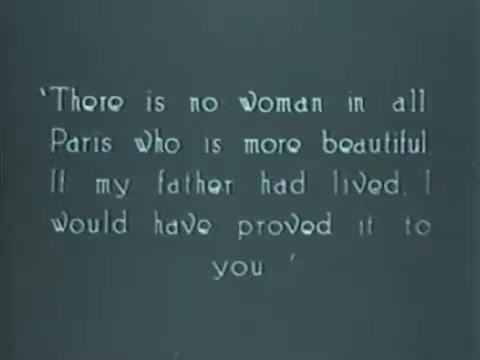 'There is no woman in all
Paris who is more beautiful.
If my father had lived, I
would have proved it to
you '